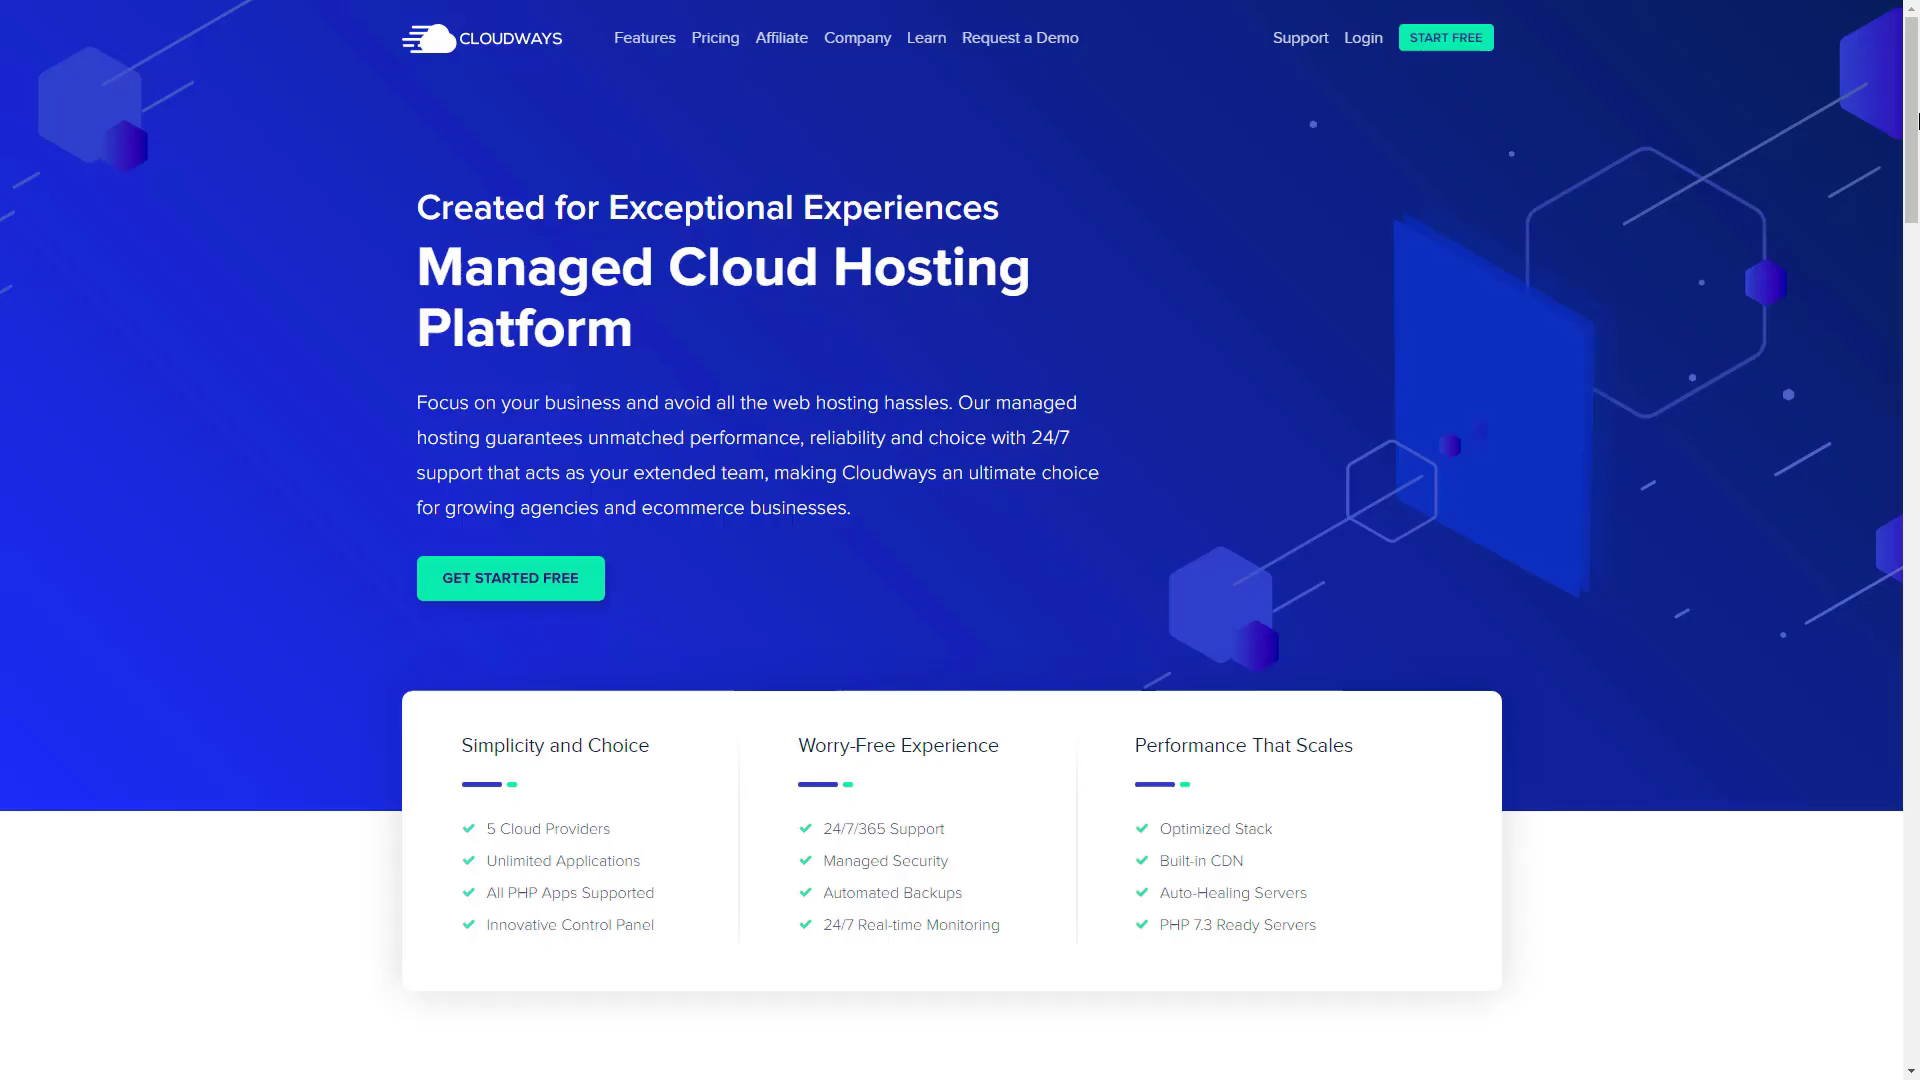 CLOUDWAYS
Features Pricing Affiliate Company Learn Request a Demo
Support Login START FREE
Created for Exceptional Experiences
Managed Cloud Hosting
Platform
Focus on your business and avoid all the web hosting hassles. Our managed
hosting guarantees unmatched performance, reliability and choice with 24/7
support that acts as your extended team, making Cloudways an ultimate choice
for growing agencies and ecommerce businesses.
GET STARTED FREE
Simplicity and Choice
5 Cloud Providers
Unlimited Applications
All PHP Apps Supported
Innovative Control Panel
Worry-Free Experience
24/7/365 Support
Managed Security
Automated Backups
24/7 Real-time Monitoring
Performance That Scales
Optimized Stack
Built-in CDN
Auto-Healing Servers
PHP 7.3 Ready Servers